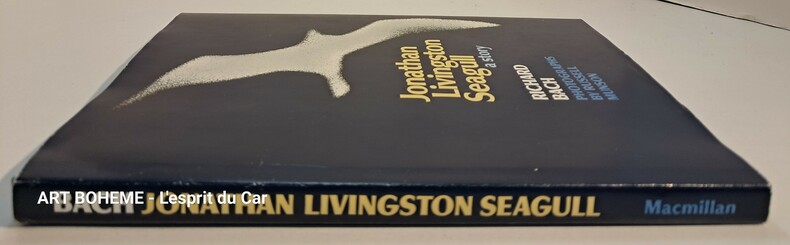 Jonathan
Livingston
Seagull
a story
RICHARD
BACH
PHOTOGRAPHS
BY RUSSELL
MUNSON
ART BOHEME - L'esprit du Car
BACH JONATHAN LIVINGSTON SEAGULL Macmillan